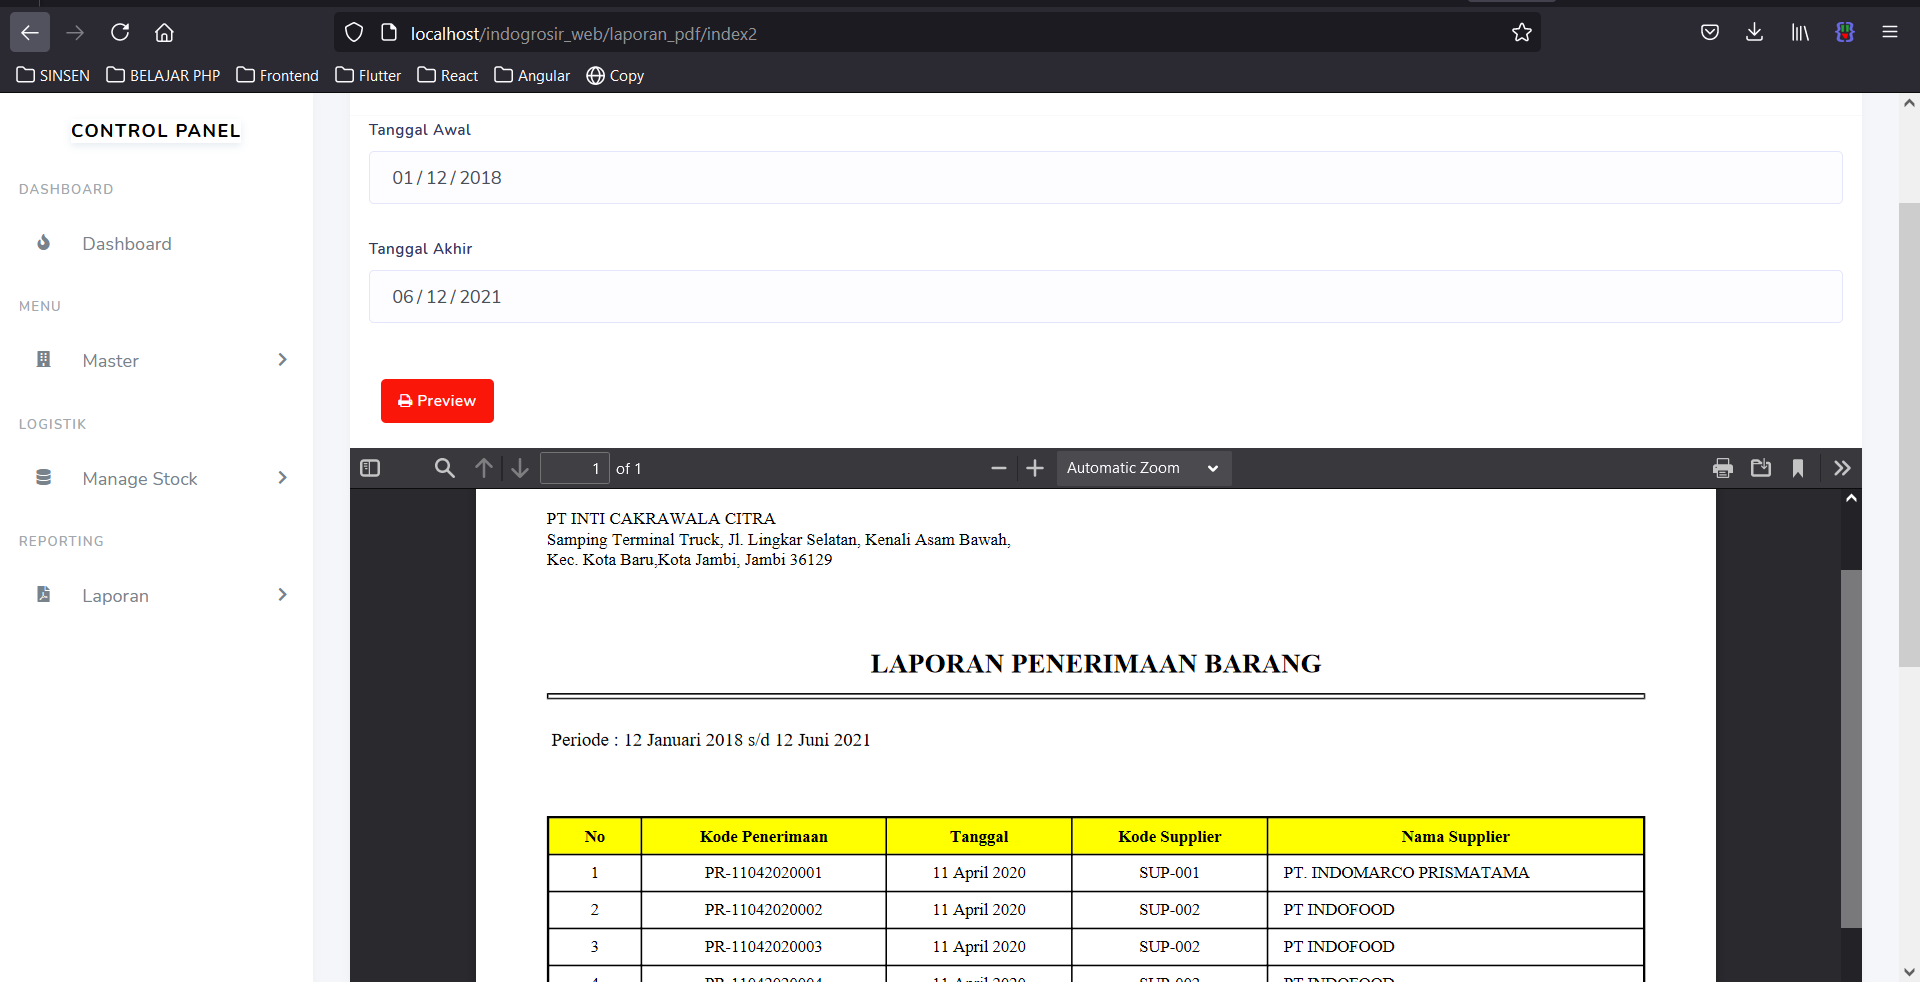 localhost/indogrosir_web/laporan_pdf/index2
SINSEN BELAJAR PHP Frontend Flutter React Angular Copy
CONTROL PANEL
DASHBOARD
Dashboard
MENU
Master
LOGISTIK
Manage Stock
REPORTING
Laporan
Tanggal Awal
01 / 12 / 2018
Tanggal Akhir
06 / 12 / 2021
Preview
1 of 1 Automatic Zoom
PT INTI CAKRAWALA CITRA
Samping Terminal Truck, Jl. Lingkar Selatan, Kenali Asam Bawah,
Kec. Kota Baru,Kota Jambi, Jambi 36129
LAPORAN PENERIMAAN BARANG
Periode : 12 Januari 2018 s/d 12 Juni 2021
No Kode Penerimaan Tanggal Kode Supplier Nama Supplier
1 PR-11042020001 11 April 2020 SUP-001 PT. INDOMARCO PRISMATAMA
2 PR-11042020002 11 April 2020 SUP-002 PT INDOFOOD
3 PR-11042020003 11 April 2020 SUP-002 PT INDOFOOD